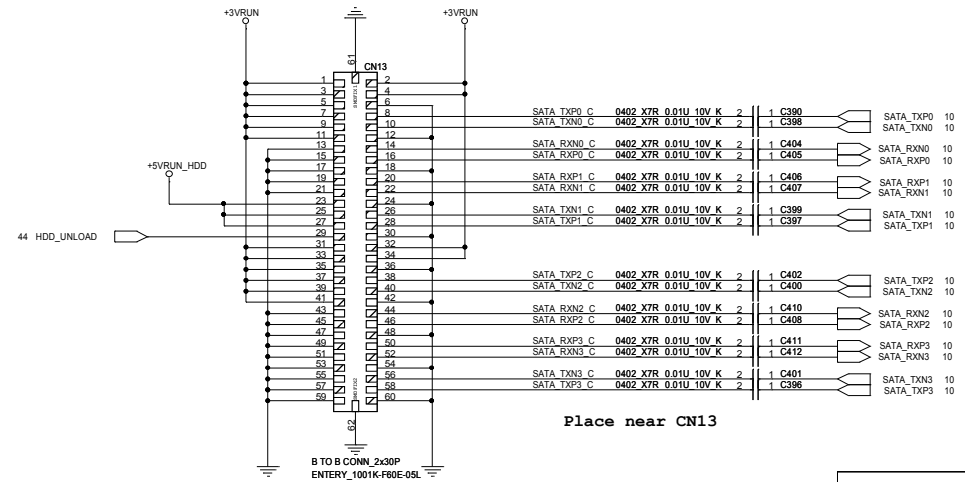 +3VRUN +3VRUN
61
CN13
GNDFIX1
1 2
3 4
5 6
7 8 SATA_TXP0_C 0402_X7R_0.01U_10V_K 2 1 C390 SATA_TXP0 10
9 10 SATA_TXN0_C 0402_X7R_0.01U_10V_K 2 1 C398 SATA_TXN0 10
11 12
13 14 SATA_RXN0_C 0402_X7R_0.01U_10V_K 2 1 C404 SATA_RXN0 10
15 16 SATA_RXP0_C 0402_X7R_0.01U_10V_K 2 1 C405 SATA_RXP0 10
+5VRUN_HDD
17 18
19 20 SATA_RXP1_C 0402_X7R_0.01U_10V_K 2 1 C406 SATA_RXP1 10
21 22 SATA_RXN1_C 0402_X7R_0.01U_10V_K 2 1 C407 SATA_RXN1 10
23 24
25 26 SATA_TXN1_C 0402_X7R_0.01U_10V_K 2 1 C399 SATA_TXN1 10
27 28 SATA_TXP1_C 0402_X7R_0.01U_10V_K 2 1 C397 SATA_TXP1 10
44 HDD_UNLOAD 29 30
31 32
33 34
35 36
37 38 SATA_TXP2_C 0402_X7R_0.01U_10V_K 2 1 C402 SATA_TXP2 10
39 40 SATA_TXN2_C 0402_X7R_0.01U_10V_K 2 1 C400 SATA_TXN2 10
41 42
43 44 SATA_RXN2_C 0402_X7R_0.01U_10V_K 2 1 C410 SATA_RXN2 10
45 46 SATA_RXP2_C 0402_X7R_0.01U_10V_K 2 1 C408 SATA_RXP2 10
47 48
49 50 SATA_RXP3_C 0402_X7R_0.01U_10V_K 2 1 C411 SATA_RXP3 10
51 52 SATA_RXN3_C 0402_X7R_0.01U_10V_K 2 1 C412 SATA_RXN3 10
53 54
55 56 SATA_TXN3_C 0402_X7R_0.01U_10V_K 2 1 C401 SATA_TXN3 10
57 58 SATA_TXP3_C 0402_X7R_0.01U_10V_K 2 1 C396 SATA_TXP3 10
59 60
GNDFIX2
62
Place near CN13
B TO B CONN_2x30P
ENTERY_1001K-F60E-05L